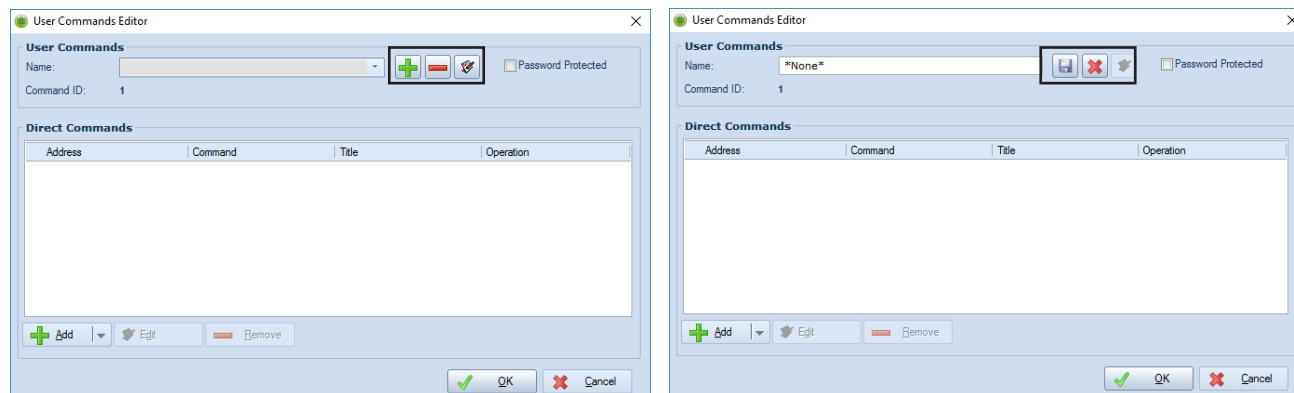 User Commands Editor
User Commands
Name:
Password Protected
Command ID: 1
Direct Commands
Address Command Title Operation
Add Edit Remove
OK Cancel
User Commands Editor
User Commands
Name: *None*
Password Protected
Command ID: 1
Direct Commands
Address Command Title Operation
Add Edit Remove
OK Cancel